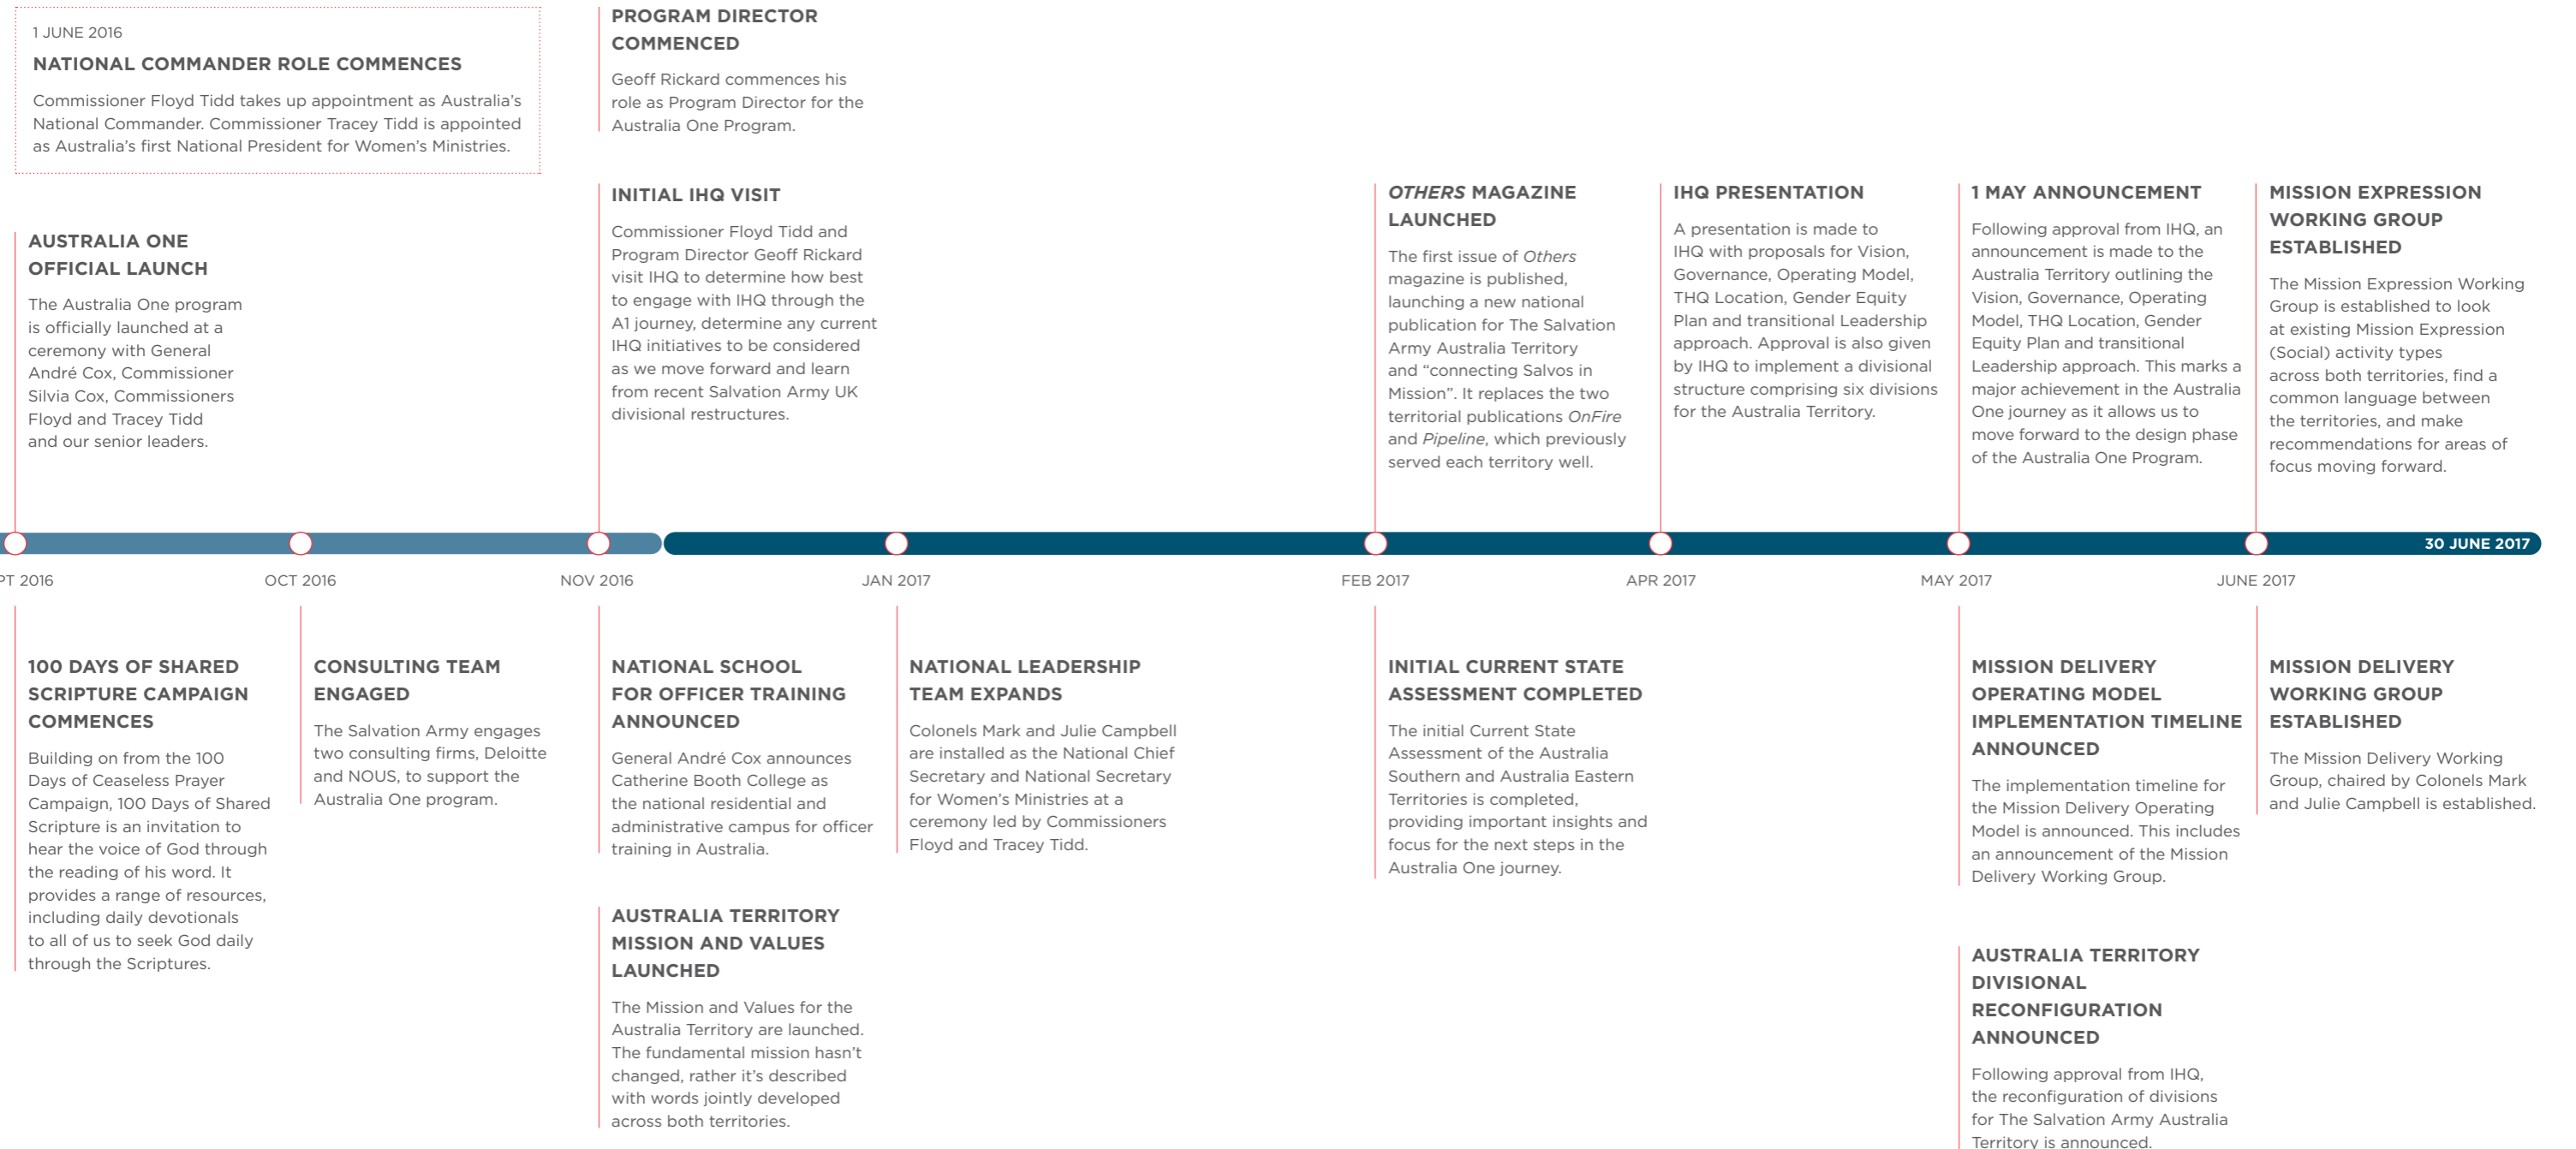 1 JUNE 2016
NATIONAL COMMANDER ROLE COMMENCES
Commissioner Floyd Tidd takes up appointment as Australia’s
National Commander. Commissioner Tracey Tidd is appointed
as Australia’s first National President for Women’s Ministries.
AUSTRALIA ONE
OFFICIAL LAUNCH
The Australia One program
is officially launched at a
ceremony with General
André Cox, Commissioner
Silvia Cox, Commissioners
Floyd and Tracey Tidd
and our senior leaders.
PROGRAM DIRECTOR
COMMENCED
Geoff Rickard commences his
role as Program Director for the
Australia One Program.
INITIAL IHQ VISIT
Commissioner Floyd Tidd and
Program Director Geoff Rickard
visit IHQ to determine how best
to engage with IHQ through the
A1 journey, determine any current
IHQ initiatives to be considered
as we move forward and learn
from recent Salvation Army UK
divisional restructures.
OTHERS MAGAZINE
LAUNCHED
The first issue of Others
magazine is published,
launching a new national
publication for The Salvation
Army Australia Territory
and “connecting Salvos in
Mission”. It replaces the two
territorial publications OnFire
and Pipeline, which previously
served each territory well.
IHQ PRESENTATION
A presentation is made to
IHQ with proposals for Vision,
Governance, Operating Model,
THQ Location, Gender Equity
Plan and transitional Leadership
approach. Approval is also given
by IHQ to implement a divisional
structure comprising six divisions
for the Australia Territory.
1 MAY ANNOUNCEMENT
Following approval from IHQ, an
announcement is made to the
Australia Territory outlining the
Vision, Governance, Operating
Model, THQ Location, Gender
Equity Plan and transitional
Leadership approach. This marks a
major achievement in the Australia
One journey as it allows us to
move forward to the design phase
of the Australia One Program.
MISSION EXPRESSION
WORKING GROUP
ESTABLISHED
The Mission Expression Working
Group is established to look
at existing Mission Expression
(Social) activity types
across both territories, find a
common language between
the territories, and make
recommendations for areas of
focus moving forward.
30 JUNE 2017
PT 2016
OCT 2016
NOV 2016
JAN 2017
FEB 2017
APR 2017
MAY 2017
JUNE 2017
100 DAYS OF SHARED
SCRIPTURE CAMPAIGN
COMMENCES
Building on from the 100
Days of Ceaseless Prayer
Campaign, 100 Days of Shared
Scripture is an invitation to
hear the voice of God through
the reading of his word. It
provides a range of resources,
including daily devotionals
to all of us to seek God daily
through the Scriptures.
CONSULTING TEAM
ENGAGED
The Salvation Army engages
two consulting firms, Deloitte
and NOUS, to support the
Australia One program.
NATIONAL SCHOOL
FOR OFFICER TRAINING
ANNOUNCED
General André Cox announces
Catherine Booth College as
the national residential and
administrative campus for officer
training in Australia.
AUSTRALIA TERRITORY
MISSION AND VALUES
LAUNCHED
The Mission and Values for the
Australia Territory are launched.
The fundamental mission hasn’t
changed, rather it’s described
with words jointly developed
across both territories.
NATIONAL LEADERSHIP
TEAM EXPANDS
Colonels Mark and Julie Campbell
are installed as the National Chief
Secretary and National Secretary
for Women’s Ministries at a
ceremony led by Commissioners
Floyd and Tracey Tidd.
INITIAL CURRENT STATE
ASSESSMENT COMPLETED
The initial Current State
Assessment of the Australia
Southern and Australia Eastern
Territories is completed,
providing important insights and
focus for the next steps in the
Australia One journey.
MISSION DELIVERY
OPERATING MODEL
IMPLEMENTATION TIMELINE
ANNOUNCED
The implementation timeline for
the Mission Delivery Operating
Model is announced. This includes
an announcement of the Mission
Delivery Working Group.
AUSTRALIA TERRITORY
DIVISIONAL
RECONFIGURATION
ANNOUNCED
Following approval from IHQ,
the reconfiguration of divisions
for The Salvation Army Australia
Territory is announced.
MISSION DELIVERY
WORKING GROUP
ESTABLISHED
The Mission Delivery Working
Group, chaired by Colonels Mark
and Julie Campbell is established.